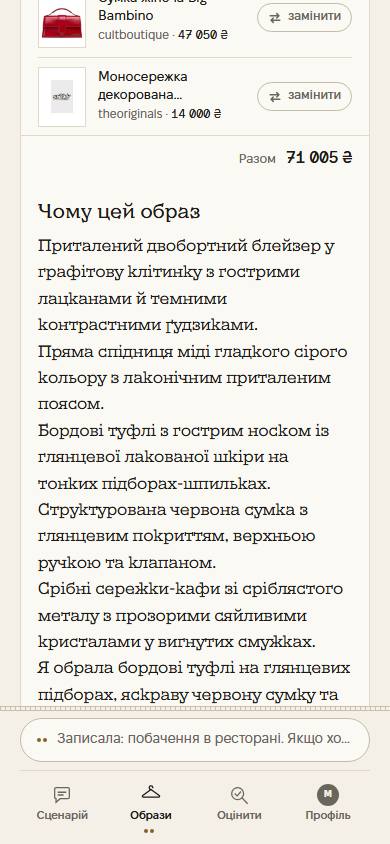 Сумка жіноча Big
Bambino
cultboutique · 47 050 ₴
замінити
Моносережка
декорована...
theoriginals · 14 000 ₴
замінити
Разом 71 005 ₴
Чому цей образ
Приталений двобортний блейзер у
графітову клітинку з гострими
лацканами й темними
контрастними ґудзиками.
Пряма спідниця міді гладкого сірого
кольору з лаконічним приталеним
поясом.
Бордові туфлі з гострим носком із
глянцевої лакованої шкіри на
тонких підборах-шпильках.
Структурована червона сумка з
глянцевим покриттям, верхньою
ручкою та клапаном.
Срібні сережки-кафи зі сріблястого
металу з прозорими сяйливими
кристалами у вигнутих смужках.
Я обрала бордові туфлі на глянцевих
підборах, яскраву червону сумку та
Записала: побачення в ресторані. Якщо хо...
Сценарій
Образи
Оцінити
М
Профіль